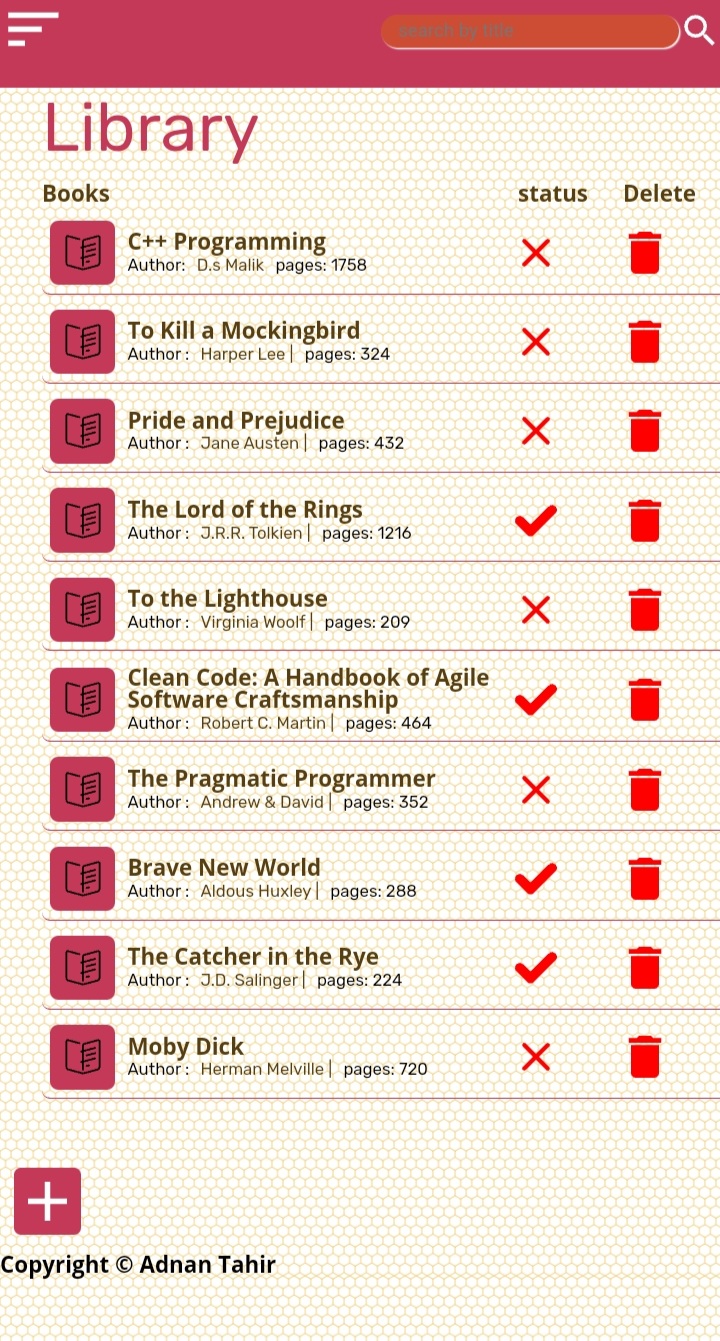 search by title
Library
Books status Delete
C++ Programming
Author: D.s Malik pages: 1758
To Kill a Mockingbird
Author : Harper Lee | pages: 324
Pride and Prejudice
Author : Jane Austen | pages: 432
The Lord of the Rings
Author : J.R.R. Tolkien | pages: 1216
To the Lighthouse
Author : Virginia Woolf | pages: 209
Clean Code: A Handbook of Agile
Software Craftsmanship
Author : Robert C. Martin | pages: 464
The Pragmatic Programmer
Author : Andrew & David | pages: 352
Brave New World
Author : Aldous Huxley | pages: 288
The Catcher in the Rye
Author : J.D. Salinger | pages: 224
Moby Dick
Author : Herman Melville | pages: 720
Copyright © Adnan Tahir